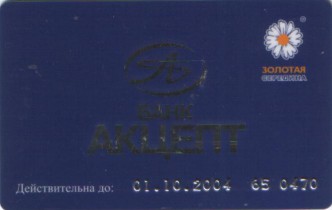 ЗОЛОТАЯ
СЕРЕДИНА
БАНК
АКЦЕПТ
Действительна до: 01.10.2004 65 0470